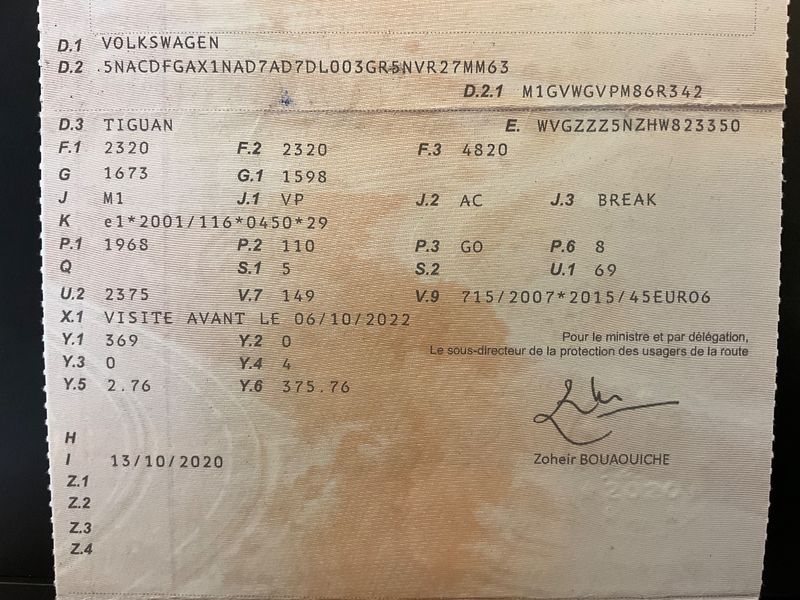 D.1 VOLKSWAGEN
D.2 5NACDFGAX1NAD7AD7DL003GR5NVR27MM63
D.2.1 M1GVWGVPM86R342
D.3 TIGUAN E. WVGZZZ5NZHW823350
F.1 2320 F.2 2320 F.3 4820
G 1673 G.1 1598
J M1 J.1 VP J.2 AC J.3 BREAK
K e1*2001/116*0450*29
P.1 1968 P.2 110 P.3 GO P.6 8
Q S.1 5 S.2 U.1 69
U.2 2375 V.7 149 V.9 715/2007*2015/45EURO6
X.1 VISITE AVANT LE 06/10/2022
Y.1 369 Y.2 0
Pour le ministre et par délégation,
Le sous-directeur de la protection des usagers de la route
Y.3 0 Y.4 4
Y.5 2.76 Y.6 375.76
H
I 13/10/2020
Zoheir BOUAOUICHE
Z.1
Z.2
Z.3
Z.4